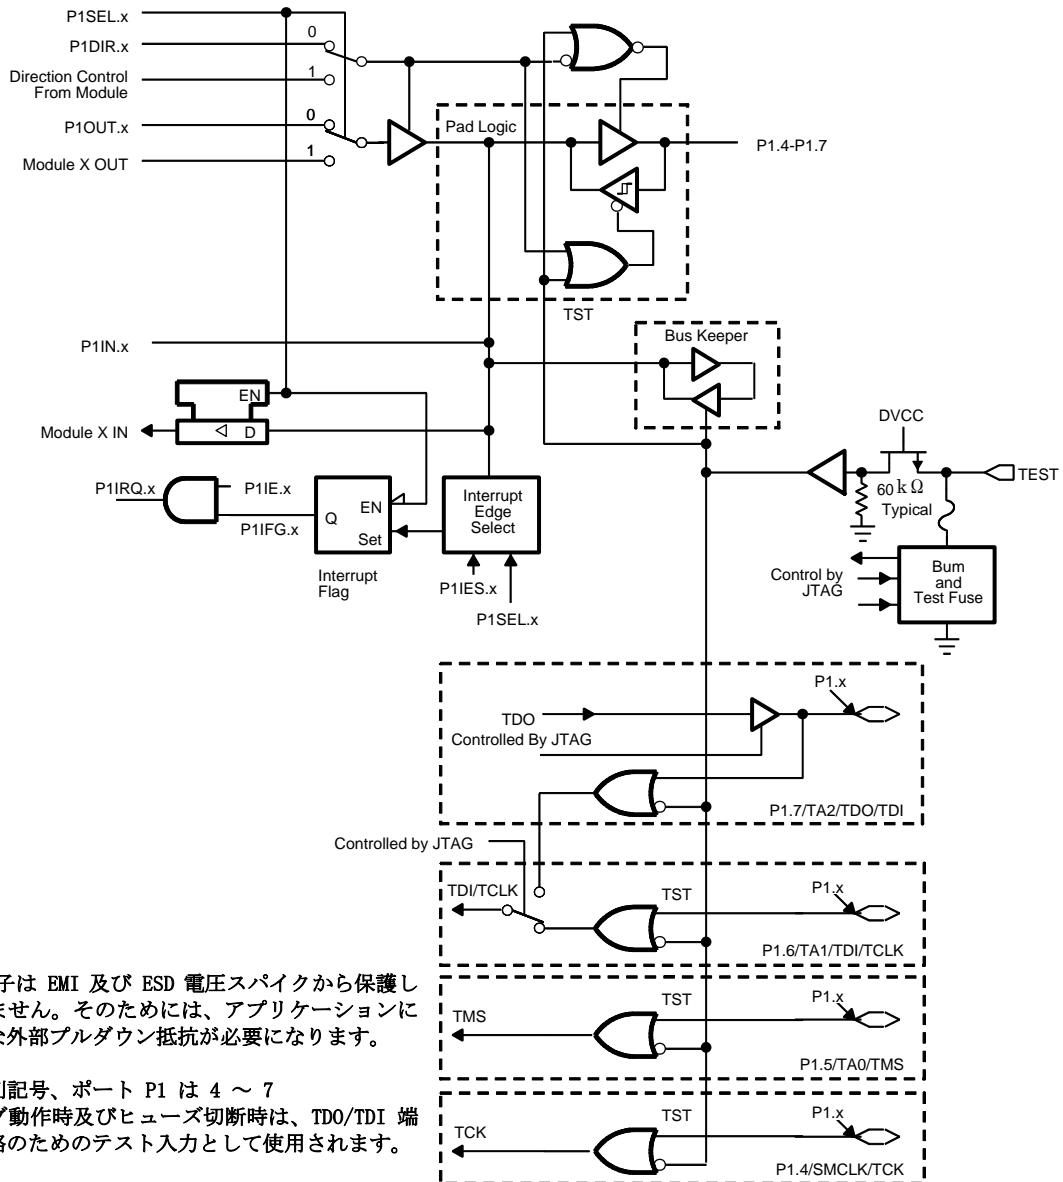 P1SEL.x
P1DIR.x
0
Direction Control
From Module
1
P1OUT.x
0
Module X OUT
1
Pad Logic
P1.4-P1.7
TST
P1IN.x
Bus Keeper
EN
D
Module X IN
P1IRQ.x
P1IE.x
P1IFG.x
Q
EN
Set
Interrupt
Flag
Interrupt
Edge
Select
P1IES.x
P1SEL.x
DVCC
TEST
60 k Ω
Typical
Control by
JTAG
Bum
and
Test Fuse
TDO
Controlled By JTAG
P1.x
P1.7/TA2/TDO/TDI
Controlled by JTAG
TDI/TCLK
TST
P1.x
P1.6/TA1/TDI/TCLK
TMS
TST
P1.x
P1.5/TA0/TMS
TCK
TST
P1.x
P1.4/SMCLK/TCK
子は EMI 及び ESD 電圧スパイクから保護し
ません。そのためには、アプリケーションに
な外部プルダウン抵抗が必要になります。
別記号、ポート P1 は 4 ～ 7
グ動作時及びヒューズ切断時は、TDO/TDI 端
路のためのテスト入力として使用されます。